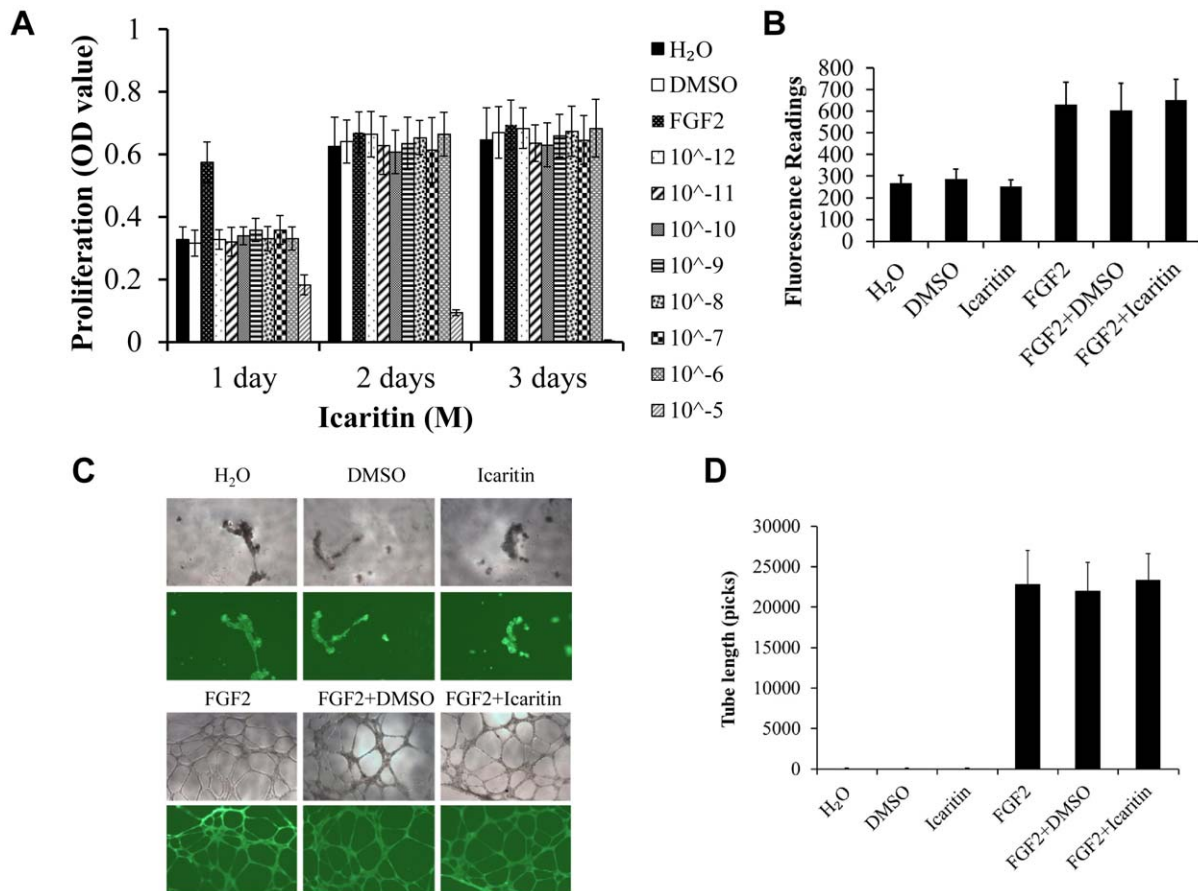 A
Proliferation (OD value)
1
0.8
0.6
0.4
0.2
0
1 day
2 days
3 days
Icaritin (M)
H₂O
DMSO
FGF2
10^-12
10^-11
10^-10
10^-9
10^-8
10^-7
10^-6
10^-5
B
Fluorescence Readings
800
700
600
500
400
300
200
100
0
H₂O
DMSO
Icaritin
FGF2
FGF2+DMSO
FGF2+Icaritin
C
H₂O DMSO Icaritin
FGF2 FGF2+DMSO FGF2+Icaritin
D
Tube length (picks)
30000
25000
20000
15000
10000
5000
0
H₂O
DMSO
Icaritin
FGF2
FGF2+DMSO
FGF2+Icaritin